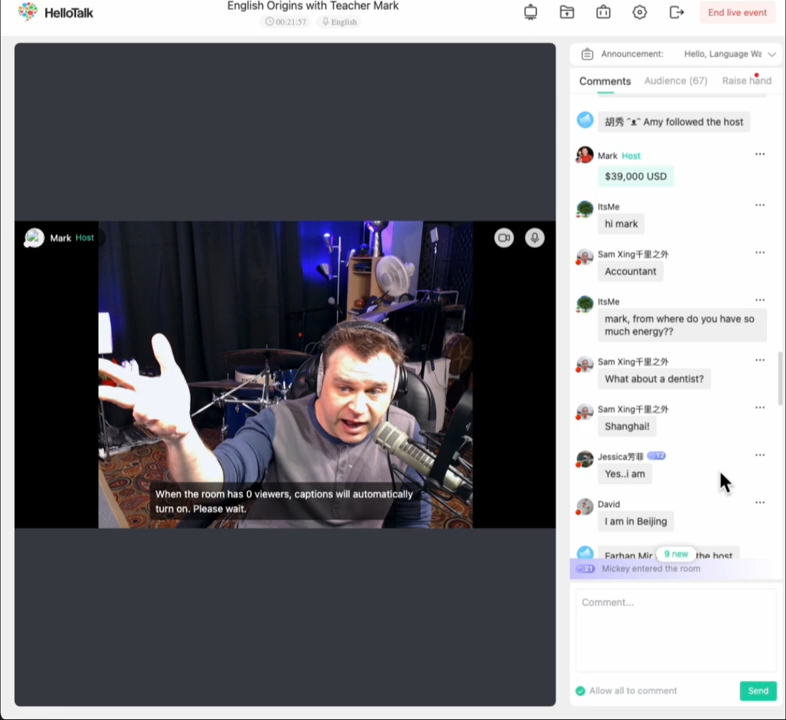 HelloTalk
English Origins with Teacher Mark
00:21:57
English
End live event
Mark Host
When the room has 0 viewers, captions will automatically
turn on. Please wait.
Announcement: Hello, Language Wa
Comments
Audience (67)
Raise hand
胡秀 Amy followed the host
Mark Host
$39,000 USD
ItsMe
hi mark
Sam Xing千里之外
Accountant
ItsMe
mark, from where do you have so
much energy??
Sam Xing千里之外
What about a dentist?
Sam Xing千里之外
Shanghai!
Jessica芳菲
Yes..i am
David
I am in Beijing
Farhan Mir the host
9 new
Mickey entered the room
Comment...
Allow all to comment
Send